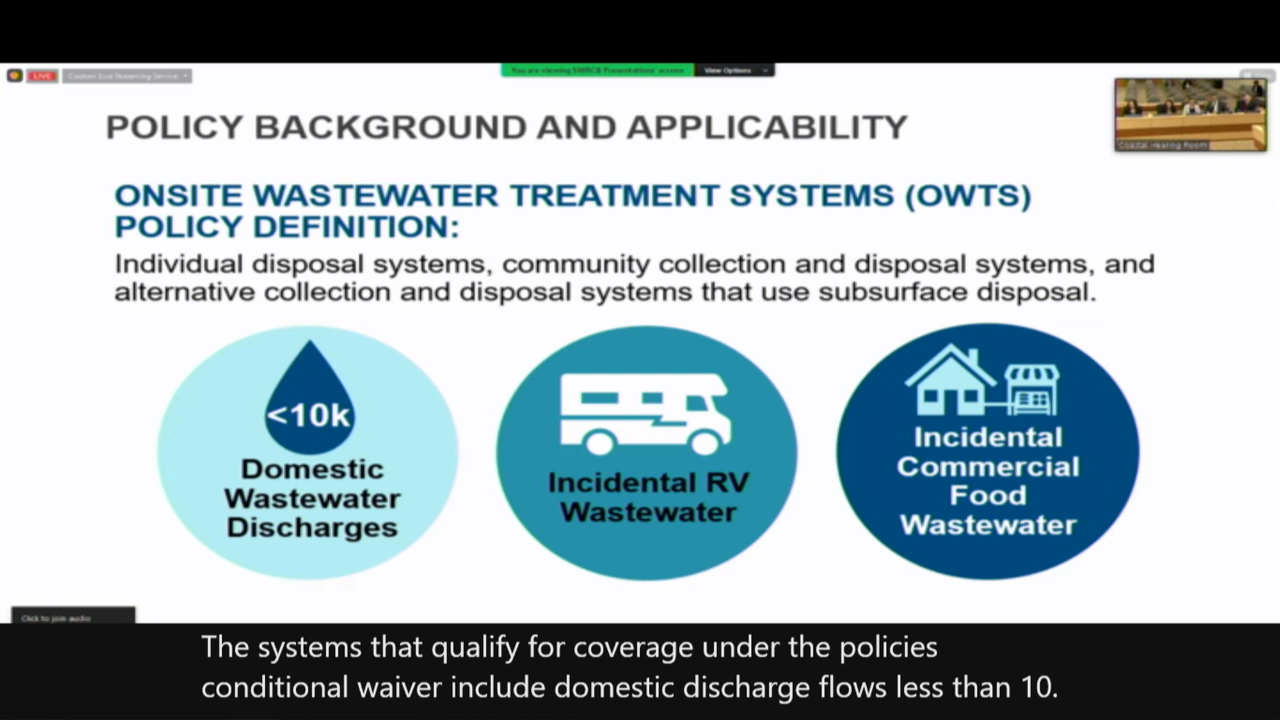 LIVE
Custom Live Streaming Service
You are viewing SWRCB Presentations' screen
View Options
POLICY BACKGROUND AND APPLICABILITY
Coastal Hearing Room
ONSITE WASTEWATER TREATMENT SYSTEMS (OWTS)
POLICY DEFINITION:
Individual disposal systems, community collection and disposal systems, and
alternative collection and disposal systems that use subsurface disposal.
<10k
Domestic
Wastewater
Discharges
Incidental RV
Wastewater
Incidental
Commercial
Food
Wastewater
Click to join audio
The systems that qualify for coverage under the policies
conditional waiver include domestic discharge flows less than 10.